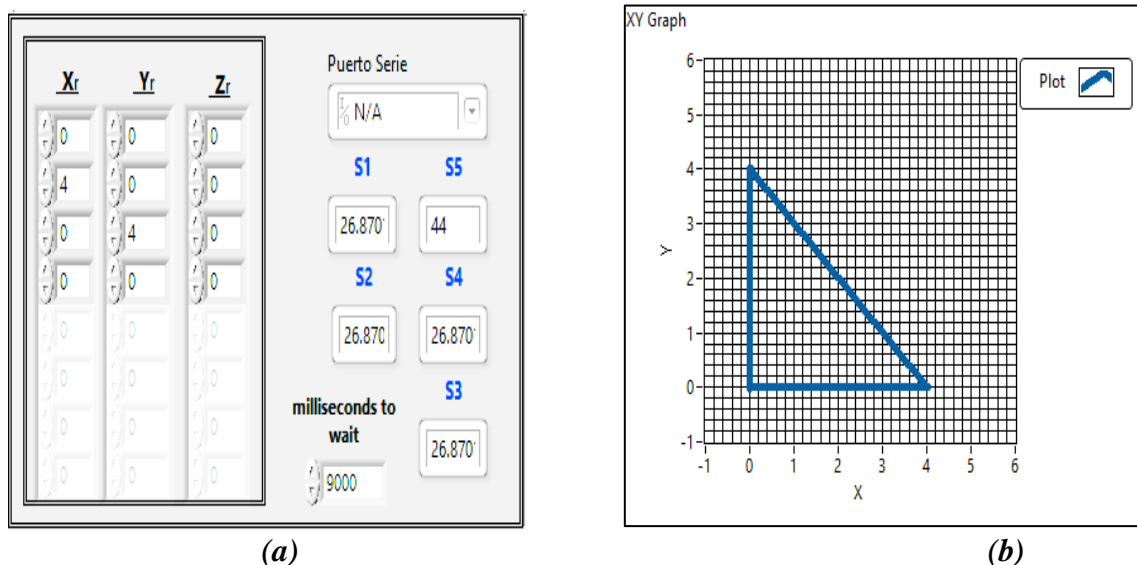 Xr Yr Zr
0 0 0
4 0 0
0 4 0
0 0 0
0 0 0
0 0 0
0 0 0
0 0 0
Puerto Serie
I/O N/A
S1 S5
26.870 44
S2 S4
26.870 26.870
S3
26.870
milliseconds to
wait
9000
(a)
XY Graph
Plot
6
5
4
3
2
1
0
-1
Y
-1 0 1 2 3 4 5 6
X
(b)